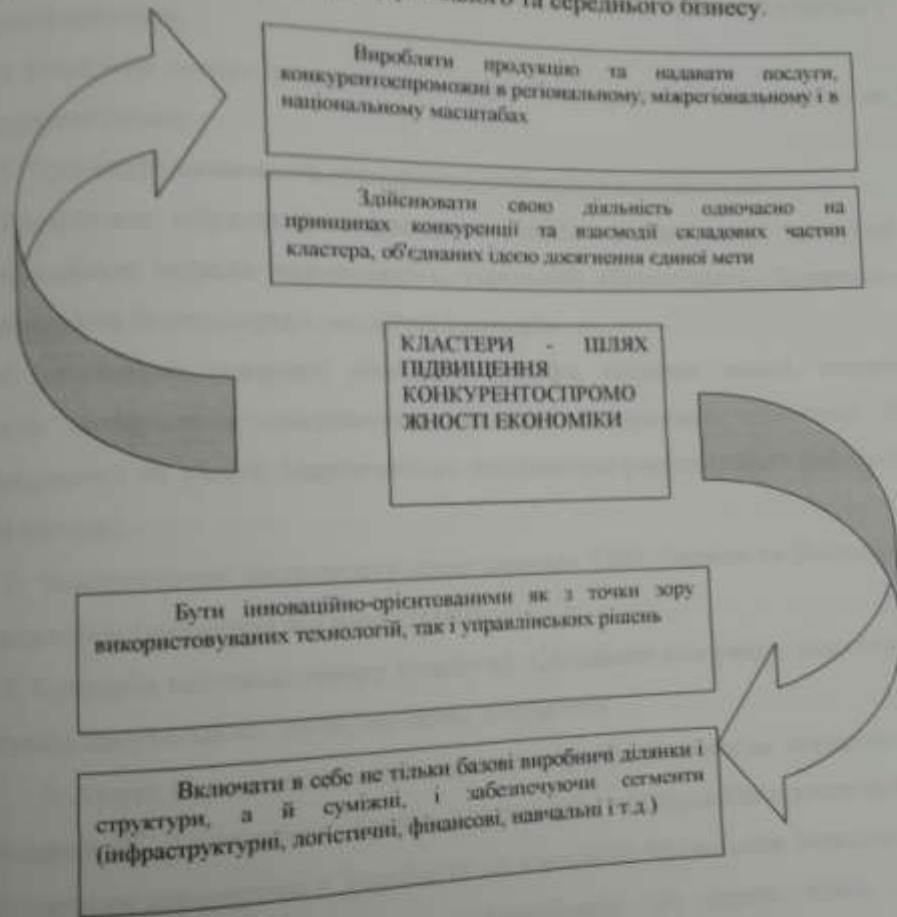 та середнього бізнесу.
Виробляти продукцію та надавати послуги,
конкурентоспроможні в регіональному, міжрегіональному і в
національному масштабах
Здійснювати свою діяльність одночасно на
принципах конкуренції та взаємодії складових частин
кластера, об'єднаних ідеєю досягнення єдиної мети
КЛАСТЕРИ - ШЛЯХ
ПІДВИЩЕННЯ
КОНКУРЕНТОСПРОМО
ЖНОСТІ ЕКОНОМІКИ
Бути інноваційно-орієнтованими як з точки зору
використовуваних технологій, так і управлінських рішень
Включати в себе не тільки базові виробничі ділянки і
структури, а й суміжні, і забезпечуючи сегменти
(інфраструктурні, логістичні, фінансові, навчальні і т.д.)